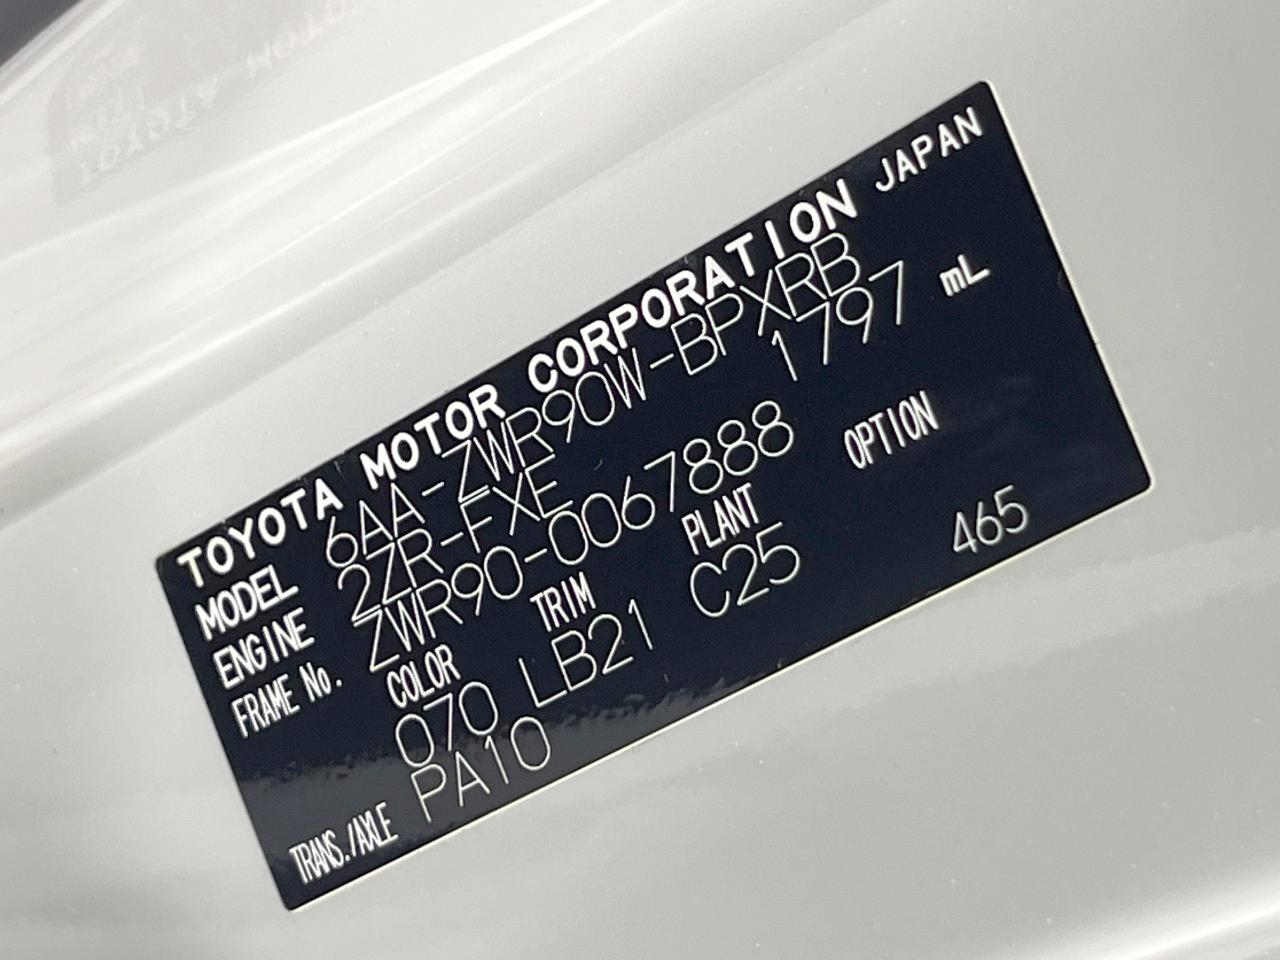 TOYOTA MOTOR CORPORATION JAPAN
MODEL 6AA-ZWR90W-BPXRB
ENGINE 2ZR-FXE 1797 mL
FRAME No. ZWR90-0067888
COLOR TRIM PLANT OPTION
070 LB21 C25 465
TRANS./AXLE PA10